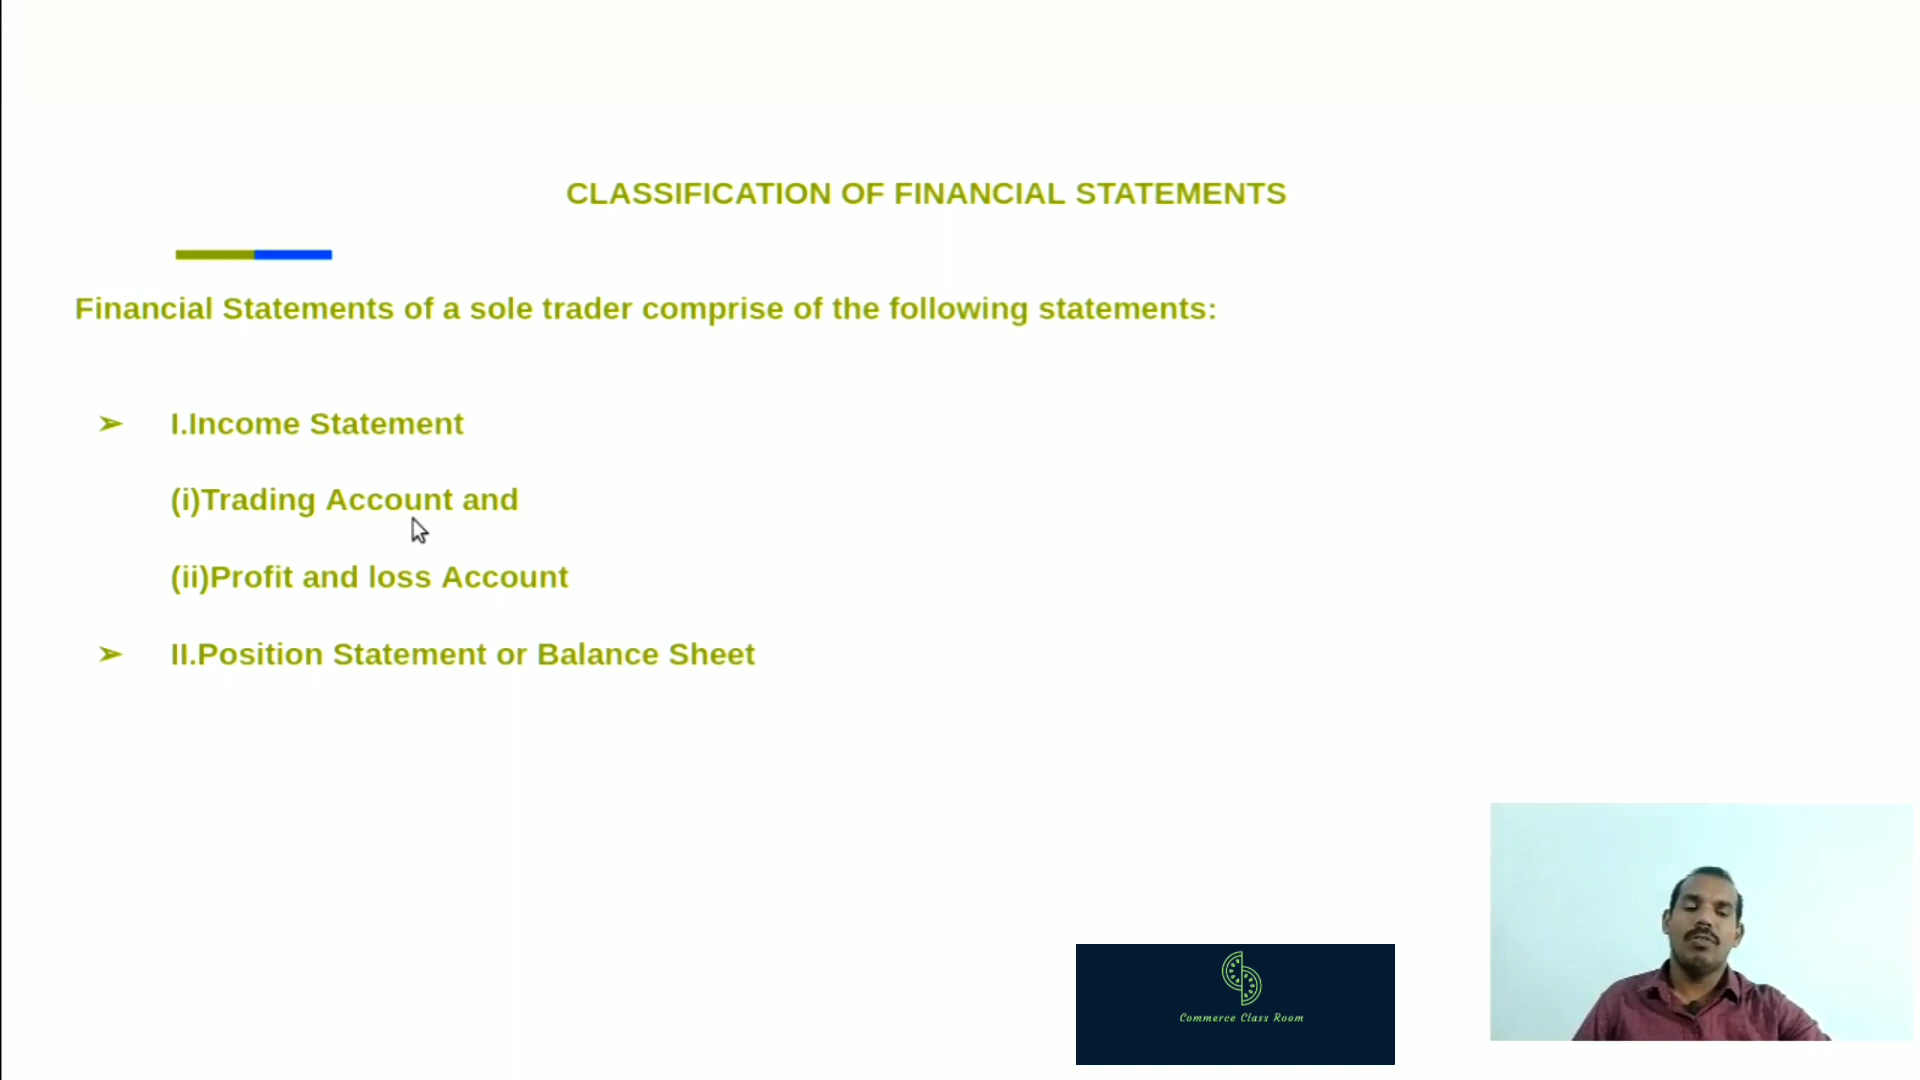 CLASSIFICATION OF FINANCIAL STATEMENTS
Financial Statements of a sole trader comprise of the following statements:
➢ I.Income Statement
(i)Trading Account and
(ii)Profit and loss Account
➢ II.Position Statement or Balance Sheet
Commerce Class Room